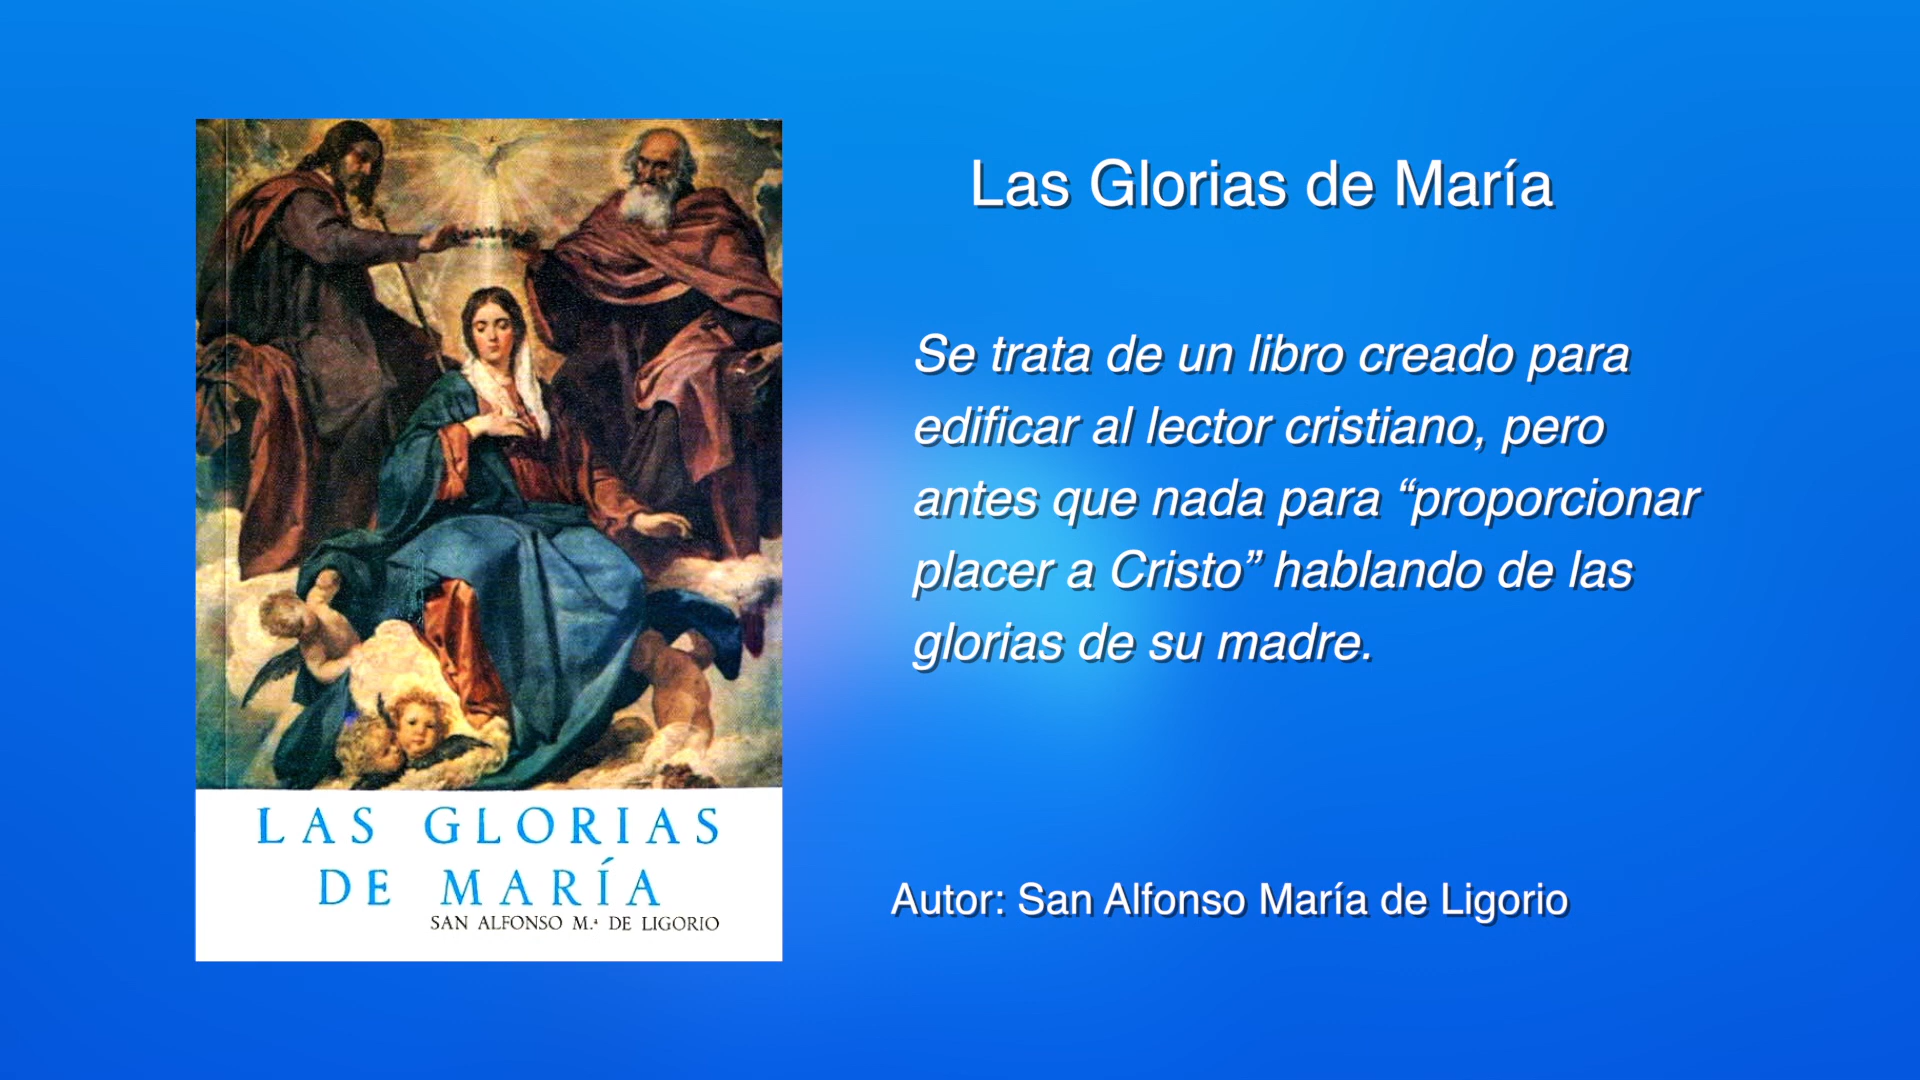 LAS GLORIAS
DE MARÍA
SAN ALFONSO M.ª DE LIGORIO
Las Glorias de María
Se trata de un libro creado para
edificar al lector cristiano, pero
antes que nada para “proporcionar
placer a Cristo” hablando de las
glorias de su madre.
Autor: San Alfonso María de Ligorio